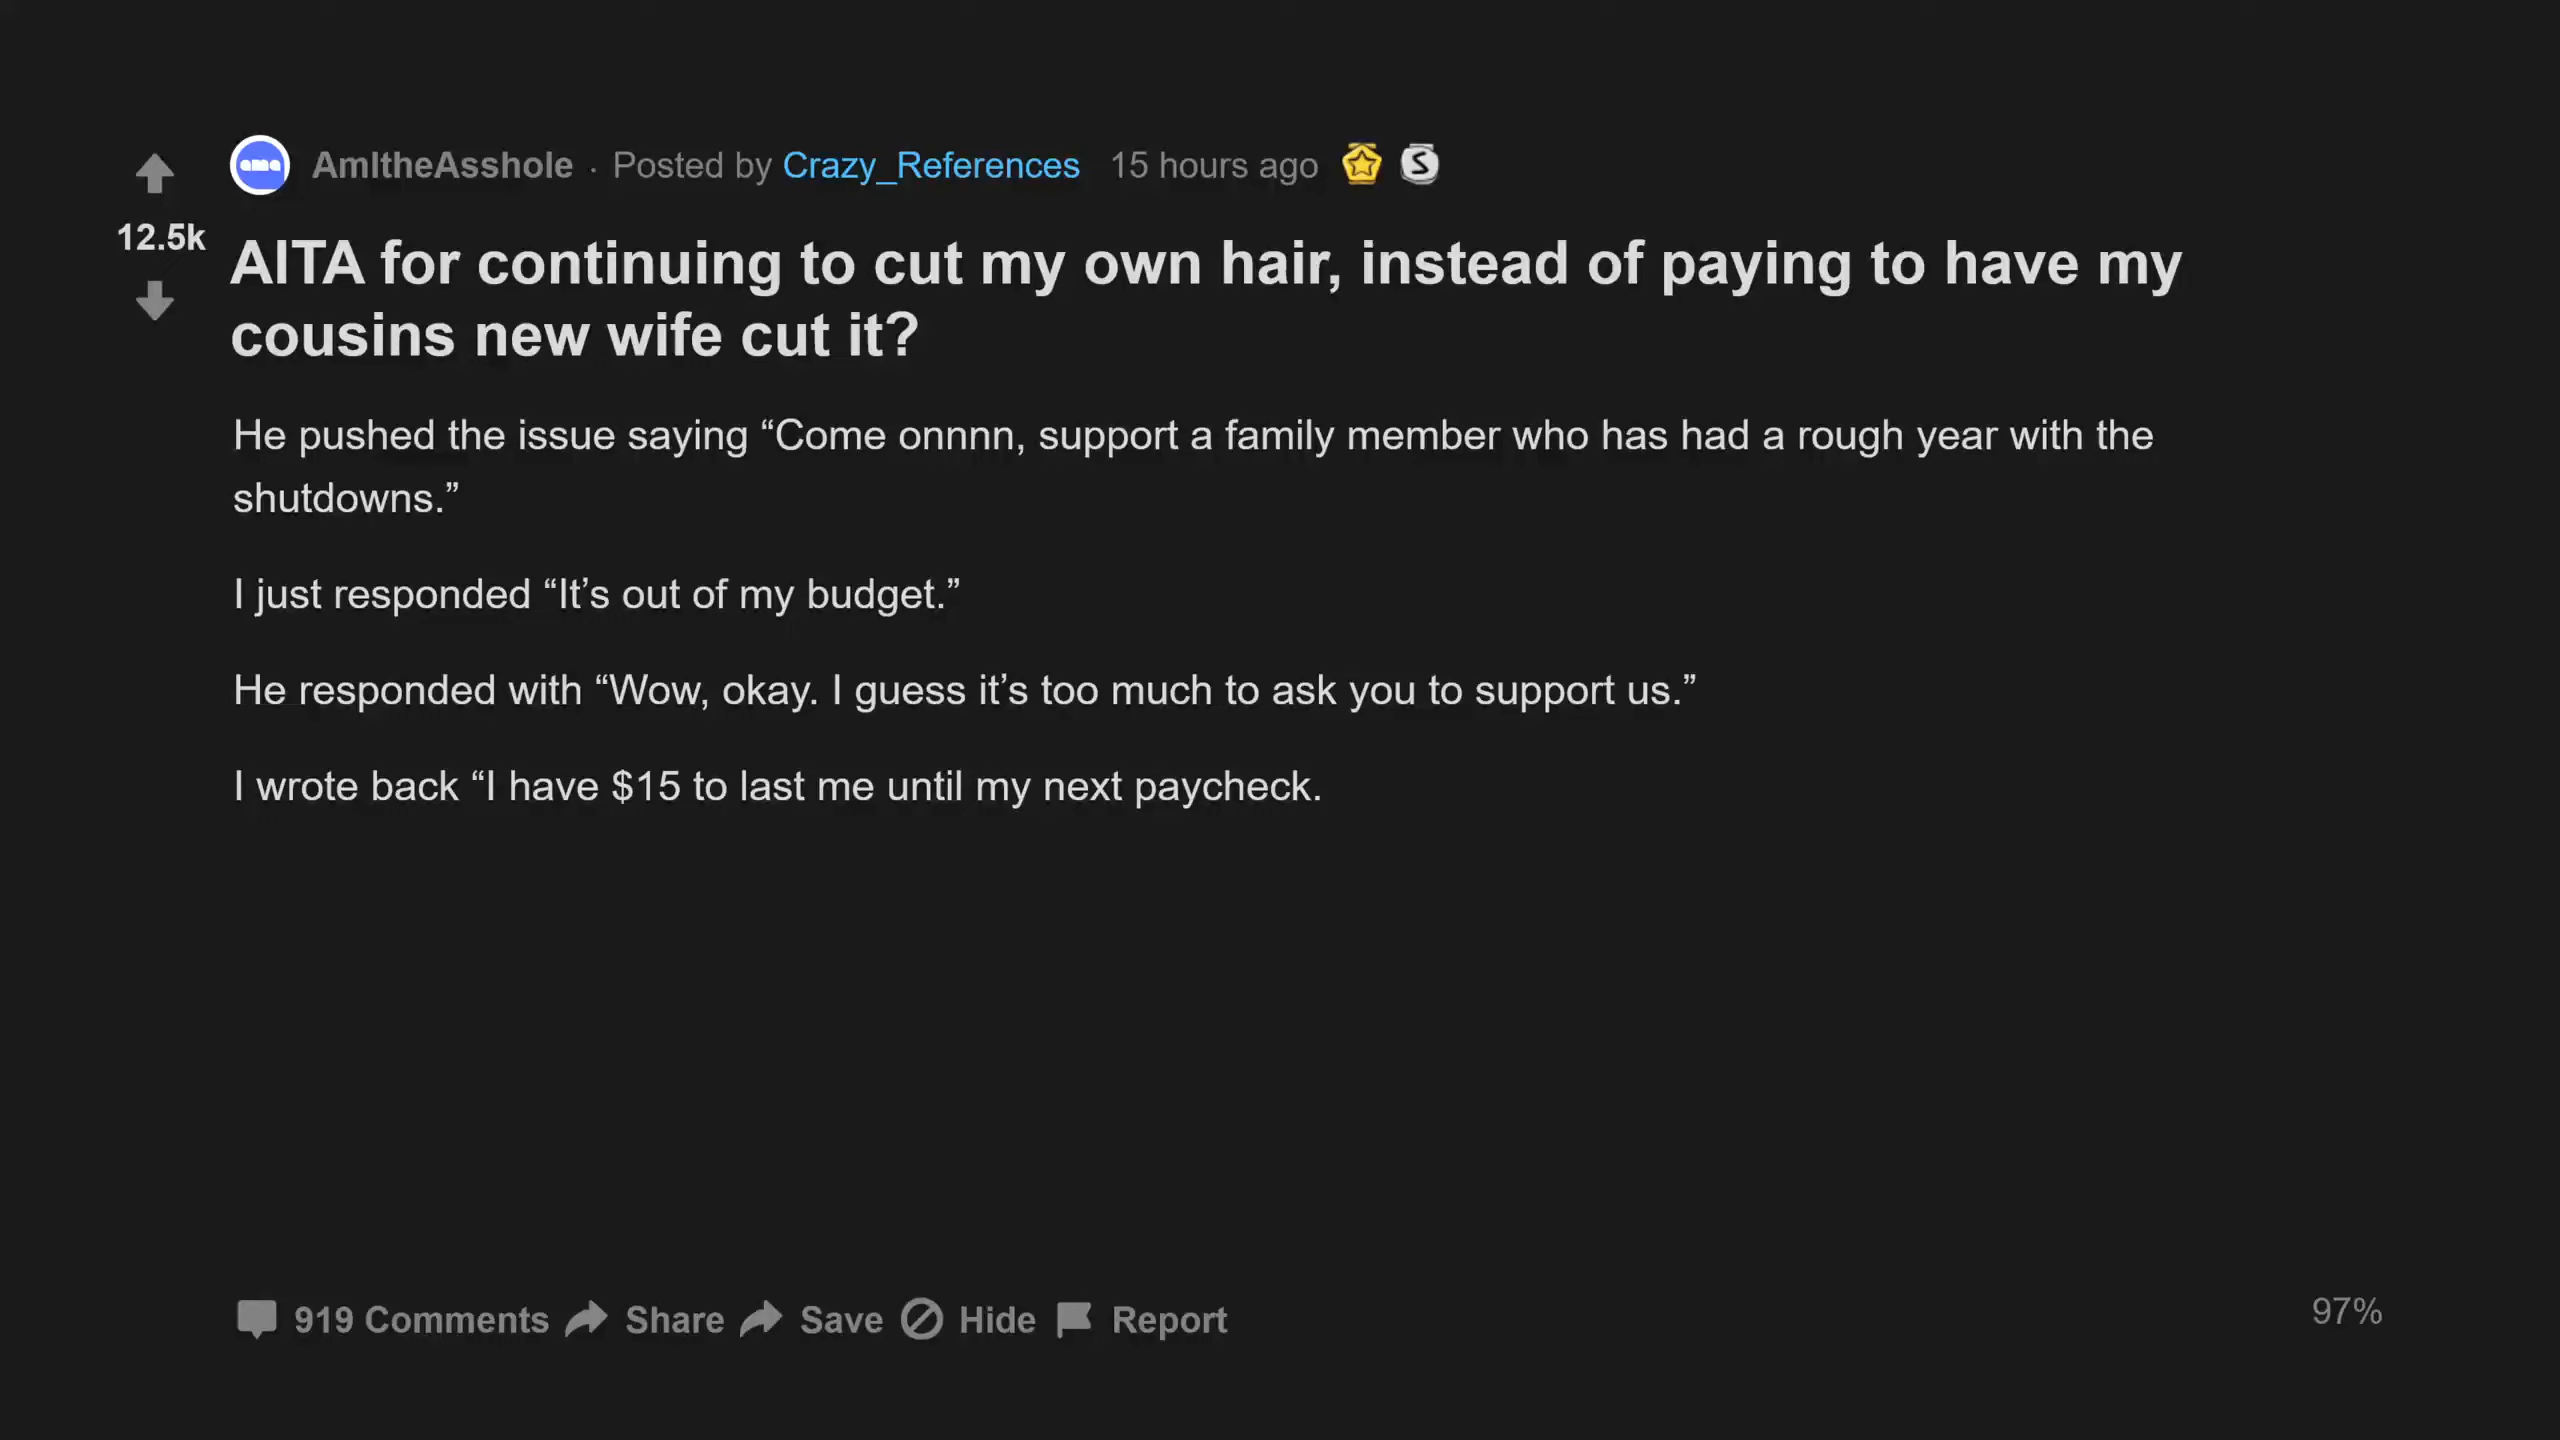 ama AmItheAsshole · Posted by Crazy_References 15 hours ago S
12.5k
AITA for continuing to cut my own hair, instead of paying to have my
cousins new wife cut it?
He pushed the issue saying “Come onnnn, support a family member who has had a rough year with the
shutdowns.”
I just responded “It’s out of my budget.”
He responded with “Wow, okay. I guess it’s too much to ask you to support us.”
I wrote back “I have $15 to last me until my next paycheck.
919 Comments Share Save Hide Report 97%